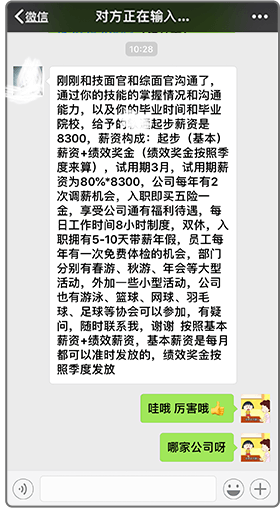 微信
对方正在输入...
10:28
刚刚和技面官和综面官沟通了，
通过你的技能的掌握情况和沟通
能力，以及你的毕业时间和毕业
院校，给予的 起步薪资是
8300，薪资构成：起步（基本）
薪资+绩效奖金（绩效奖金按照季
度来算），试用期3月，试用期薪
资为80%*8300，公司每年有2
次调薪机会，入职即买五险一
金，享受公司通有福利待遇，每
日工作时间8小时制度，双休，入
职拥有5-10天带薪年假，员工每
年有一次免费体检的机会，部门
分别有春游、秋游、年会等大型
活动，外加一些小型活动，公司
也有游泳、篮球、网球、羽毛
球、足球等协会可以参加，有疑
问，随时联系我，谢谢 按照基本
薪资+绩效薪资，基本薪资是每月
都可以准时发放的，绩效奖金按
照季度发放
哇哦 厉害哦👍
哪家公司呀